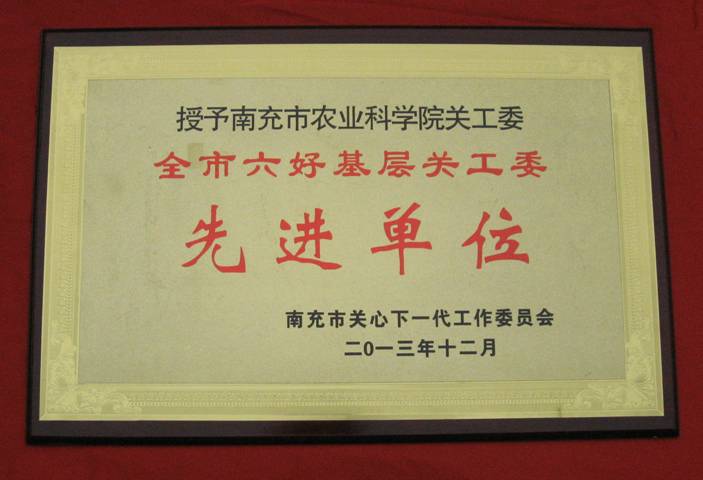 授予南充市农业科学院关工委
全市六好基层关工委
先进单位
南充市关心下一代工作委员会
二0一三年十二月